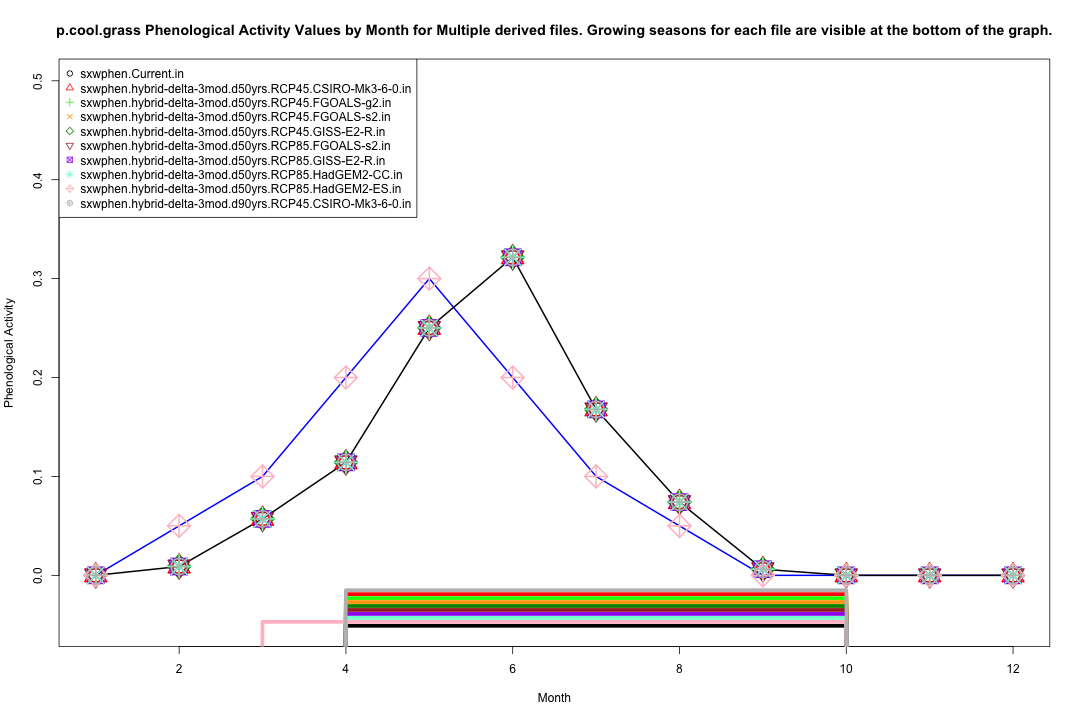 p.cool.grass Phenological Activity Values by Month for Multiple derived files. Growing seasons for each file are visible at the bottom of the graph.
sxwphen.Current.in
sxwphen.hybrid-delta-3mod.d50yrs.RCP45.CSIRO-Mk3-6-0.in
sxwphen.hybrid-delta-3mod.d50yrs.RCP45.FGOALS-g2.in
sxwphen.hybrid-delta-3mod.d50yrs.RCP45.FGOALS-s2.in
sxwphen.hybrid-delta-3mod.d50yrs.RCP45.GISS-E2-R.in
sxwphen.hybrid-delta-3mod.d50yrs.RCP85.FGOALS-s2.in
sxwphen.hybrid-delta-3mod.d50yrs.RCP85.GISS-E2-R.in
sxwphen.hybrid-delta-3mod.d50yrs.RCP85.HadGEM2-CC.in
sxwphen.hybrid-delta-3mod.d50yrs.RCP85.HadGEM2-ES.in
sxwphen.hybrid-delta-3mod.d90yrs.RCP45.CSIRO-Mk3-6-0.in
Phenological Activity
0.5
0.4
0.3
0.2
0.1
0.0
2 4 6 8 10 12
Month